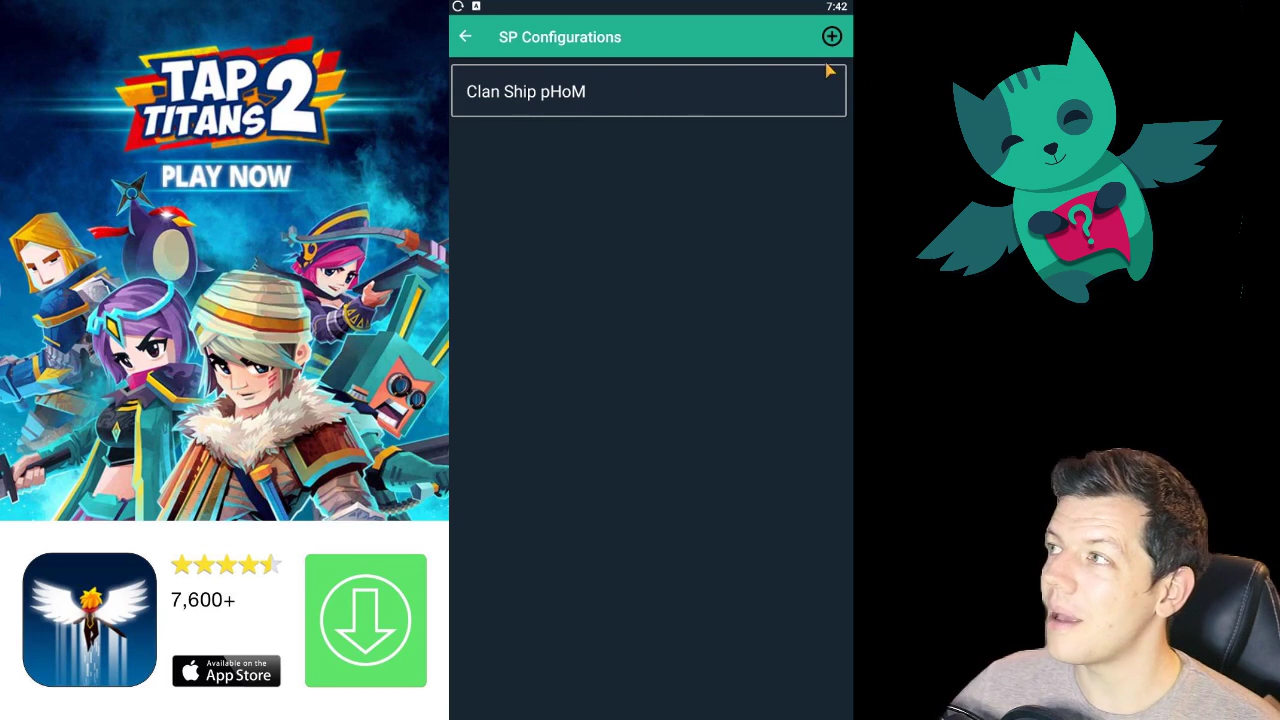 TAP
TITANS 2
PLAY NOW
7,600+
Available on the
App Store
A
7:42
SP Configurations
Clan Ship pHoM
?